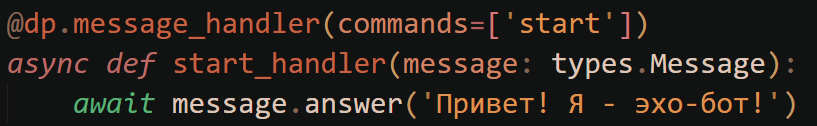 @dp.message_handler(commands=['start'])
async def start_handler(message: types.Message):
    await message.answer('Привет! Я - эхо-бот!')